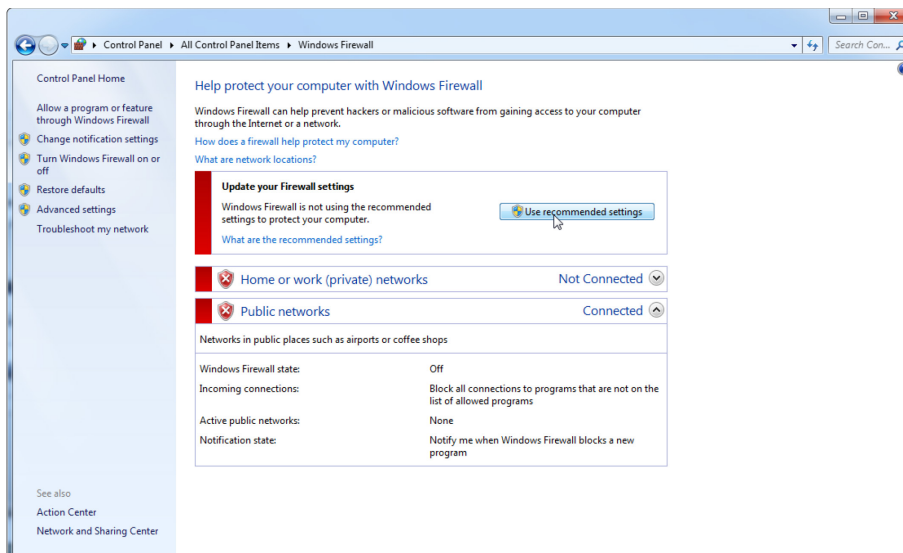 Control Panel
All Control Panel Items
Windows Firewall
Search Con...
Control Panel Home
Allow a program or feature
through Windows Firewall
Change notification settings
Turn Windows Firewall on or
off
Restore defaults
Advanced settings
Troubleshoot my network
See also
Action Center
Network and Sharing Center
Help protect your computer with Windows Firewall
Windows Firewall can help prevent hackers or malicious software from gaining access to your computer
through the Internet or a network.
How does a firewall help protect my computer?
What are network locations?
Update your Firewall settings
Windows Firewall is not using the recommended
settings to protect your computer.
Use recommended settings
What are the recommended settings?
Home or work (private) networks Not Connected
Public networks Connected
Networks in public places such as airports or coffee shops
Windows Firewall state: Off
Incoming connections: Block all connections to programs that are not on the
list of allowed programs
Active public networks: None
Notification state: Notify me when Windows Firewall blocks a new
program